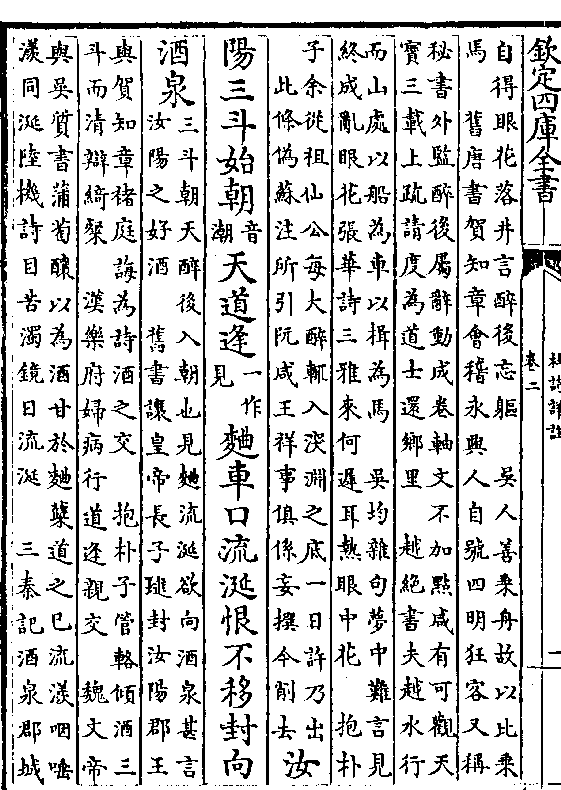 欽定四庫全書
杜詩詳註
卷二
自得眼花落井言醉後忘軀　吳人善乗舟故以比乗
馬　舊唐書賀知章會稽永興人自號四明狂客又稱
秘書外監醉後屬辭動成卷軸文不加㸃咸有可觀天
寳三載上疏請度為道士還鄉里　越絶書夫越水行
而山處以船為車以楫為馬　吳均雜句夢中難言見
終成亂眼花張華詩三雅來何遲耳熱眼中花　抱朴
子余從祖仙公每大醉輒入深淵之底一日許乃出
此條偽蘇注所引阮咸王祥事俱係妄撰今削去
汝
陽三斗始朝
音
潮
天道逢
一作
見
麯車口流涎恨不移封向
酒泉
三斗朝天醉後入朝也見麯流涎欲向酒泉甚言
汝陽之好酒　舊書讓皇帝長子璡封汝陽郡王
與賀知章禇庭誨為詩酒之交　抱朴子管輅傾酒三
斗而清辯綺粲　漢樂府婦病行道逢親交　魏文帝
與吳質書蒲萄釀以為酒甘於麯糵道之已流漾咽嗌
漾同涎陸機詩目苦濁鏡口流涎　三秦記酒泉郡城